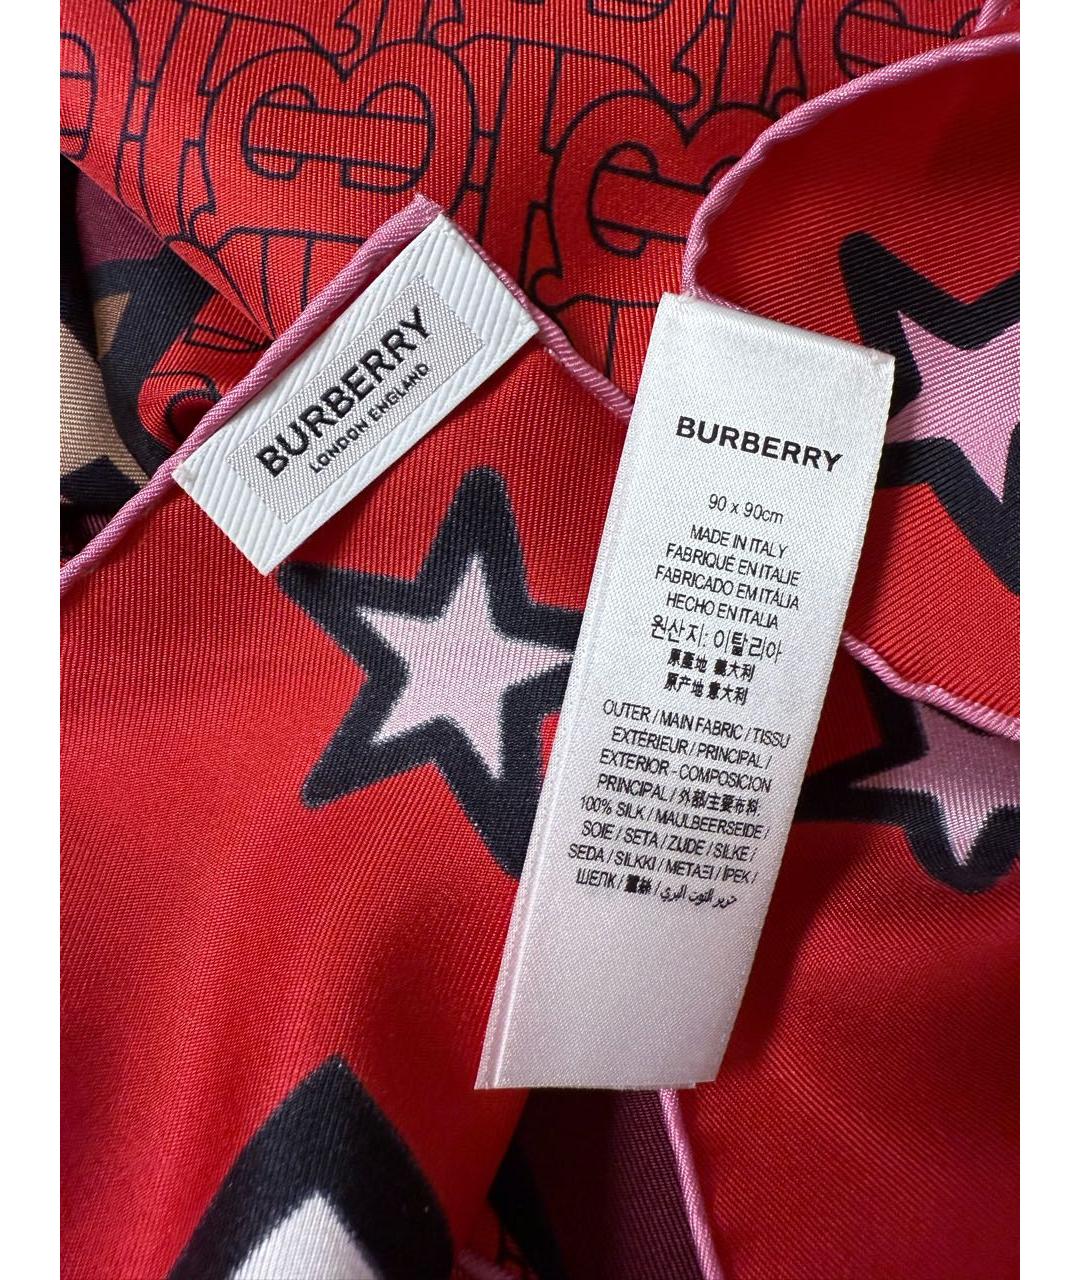 BURBERRY
LONDON ENGLAND
BURBERRY
90 x 90cm
MADE IN ITALY
FABRIQUÉ EN ITALIE
FABRICADO EM ITÁLIA
HECHO EN ITALIA
원산지: 이탈리아
原產地 義大利
原产地 意大利
OUTER / MAIN FABRIC / TISSU
EXTÉRIEUR / PRINCIPAL /
EXTERIOR - COMPOSICION
PRINCIPAL / 外部/主要布料:
100% SILK / MAULBEERSEIDE /
SOIE / SETA / ZIJDE / SILKE /
SEDA / SILKKI / ΜΕΤΑΞΙ / İPEK /
ШЕЛК / 蠶絲 / حرير التوت البري